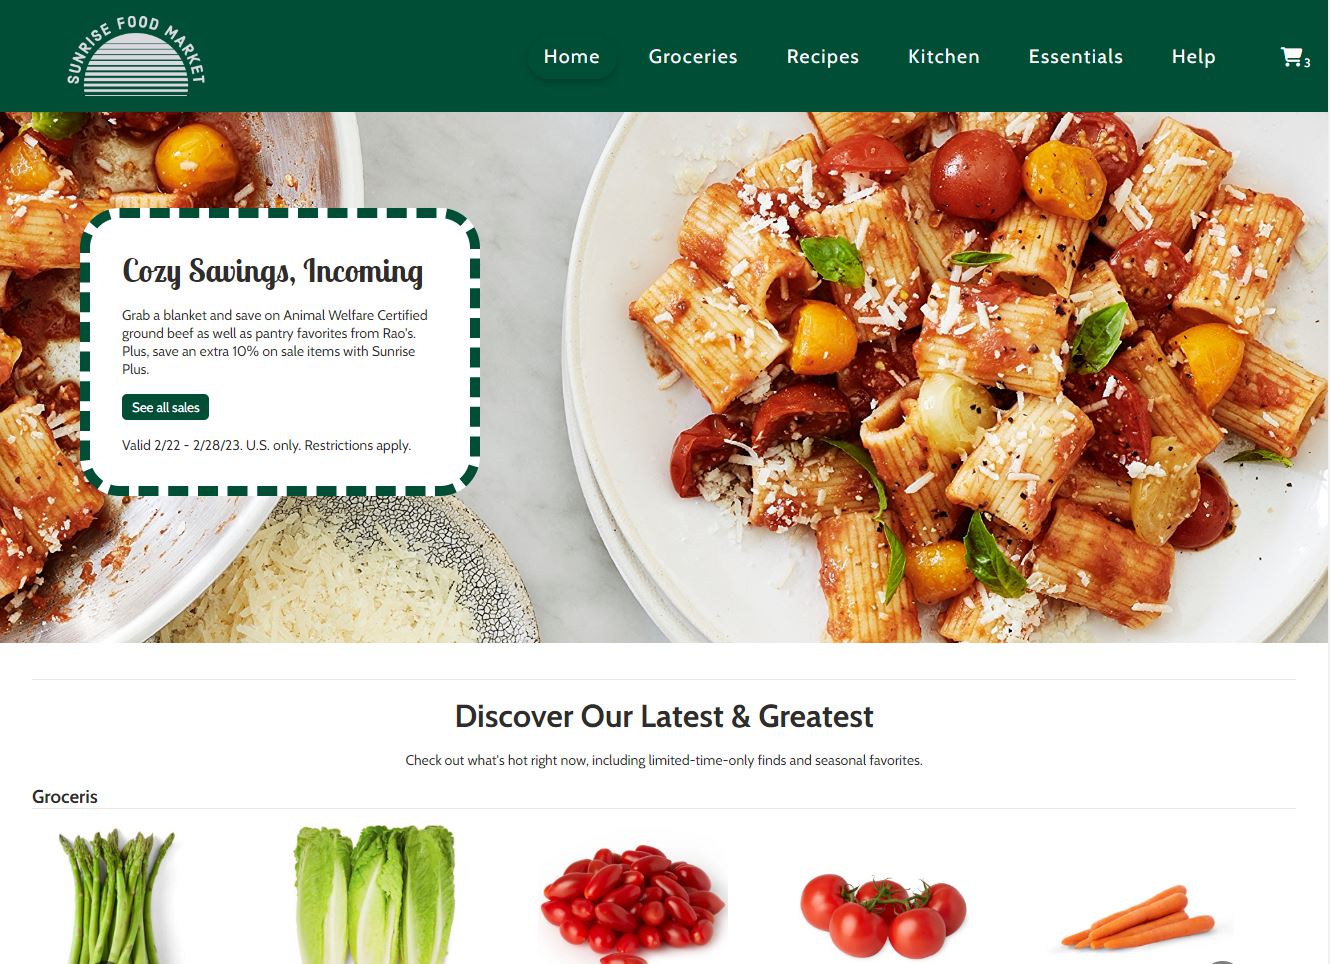 SUNRISE FOOD MARKET
Home Groceries Recipes Kitchen Essentials Help 3
Cozy Savings, Incoming
Grab a blanket and save on Animal Welfare Certified
ground beef as well as pantry favorites from Rao's.
Plus, save an extra 10% on sale items with Sunrise
Plus.
See all sales
Valid 2/22 - 2/28/23. U.S. only. Restrictions apply.
Discover Our Latest & Greatest
Check out what's hot right now, including limited-time-only finds and seasonal favorites.
Groceris